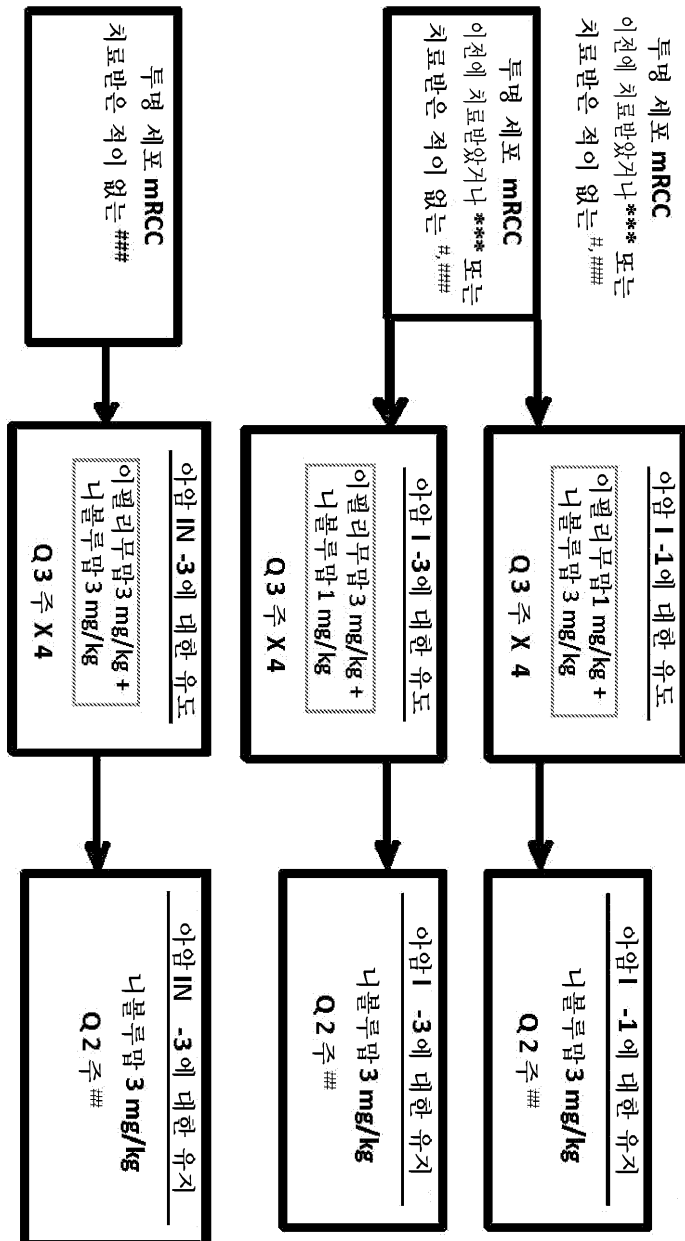 투명 세포 mRCC
이전에 치료받았거나 *** 또는
치료받은 적이 없는 #,###
투명 세포 mRCC
이전에 치료받았거나 *** 또는
치료받은 적이 없는 #,###
아암 I -1에 대한 유도
이필리무맙1 mg/kg +
니볼루맙 3 mg/kg
Q 3 주 X 4
아암 I -1에 대한 유지
니볼루맙 3 mg/kg
Q 2 주 ##
아암 I -3에 대한 유도
이필리무맙 3 mg/kg +
니볼루맙 1 mg/kg
Q 3 주 X 4
아암 I -3에 대한 유지
니볼루맙 3 mg/kg
Q 2 주 ##
투명 세포 mRCC
치료받은 적이 없는 ###
아암 IN -3에 대한 유도
이필리무맙3 mg/kg +
니볼루맙 3 mg/kg
Q 3 주 X 4
아암 IN -3에 대한 유지
니볼루맙 3 mg/kg
Q 2 주 ##